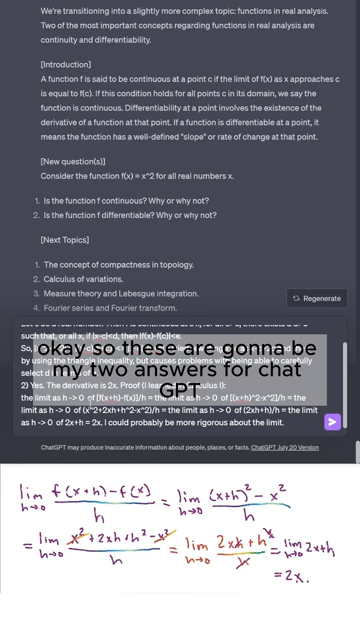 We're transitioning into a slightly more complex topic: functions in real analysis.
Two of the most important concepts regarding functions in real analysis are
continuity and differentiability.
[Introduction]
A function f is said to be continuous at a point c if the limit of f(x) as x approaches c
is equal to f(c). If this condition holds for all points c in its domain, we say the
function is continuous. Differentiability at a point involves the existence of the
derivative of a function at that point. If a function is differentiable at a point, it
means the function has a well-defined "slope" or rate of change at that point.
[New question(s)]
Consider the function f(x) = x^2 for all real numbers x.
1. Is the function f continuous? Why or why not?
2. Is the function f differentiable? Why or why not?
[Next Topics]
1. The concept of compactness in topology.
2. Calculus of variations.
3. Measure theory and Lebesgue integration.
4. Fourier series and Fourier transform.
Regenerate
such that, for all x, if |x-c|<d, then |f(x)-f(c)|<e.
okay so these are gonna be
my two answers for chat
GPT
by using the triangle inequality, but causes problems with being able to carefully
select d
2) Yes. The derivative is 2x. Proof (I learned
the limit as h -> 0 of [f(x+h)-f(x)]/h = the limit as h -> 0 of [(x+h)^2-x^2]/h = the
limit as h -> 0 of (x^2+2xh+h^2-x^2)/h = the limit as h -> 0 of (2xh+h)/h = the limit
as h -> 0 of 2x+h = 2x. I could probably be more rigorous about the limit.
ChatGPT may produce inaccurate information about people, places, or facts. ChatGPT July 20 Version
lim h→0 f(x+h)-f(x) / h = lim h→0 (x+h)² - x² / h
= lim h→0 x² + 2xh + h² - x² / h = lim h→0 2xh + h² / h = lim h→0 2x+h
= 2x.